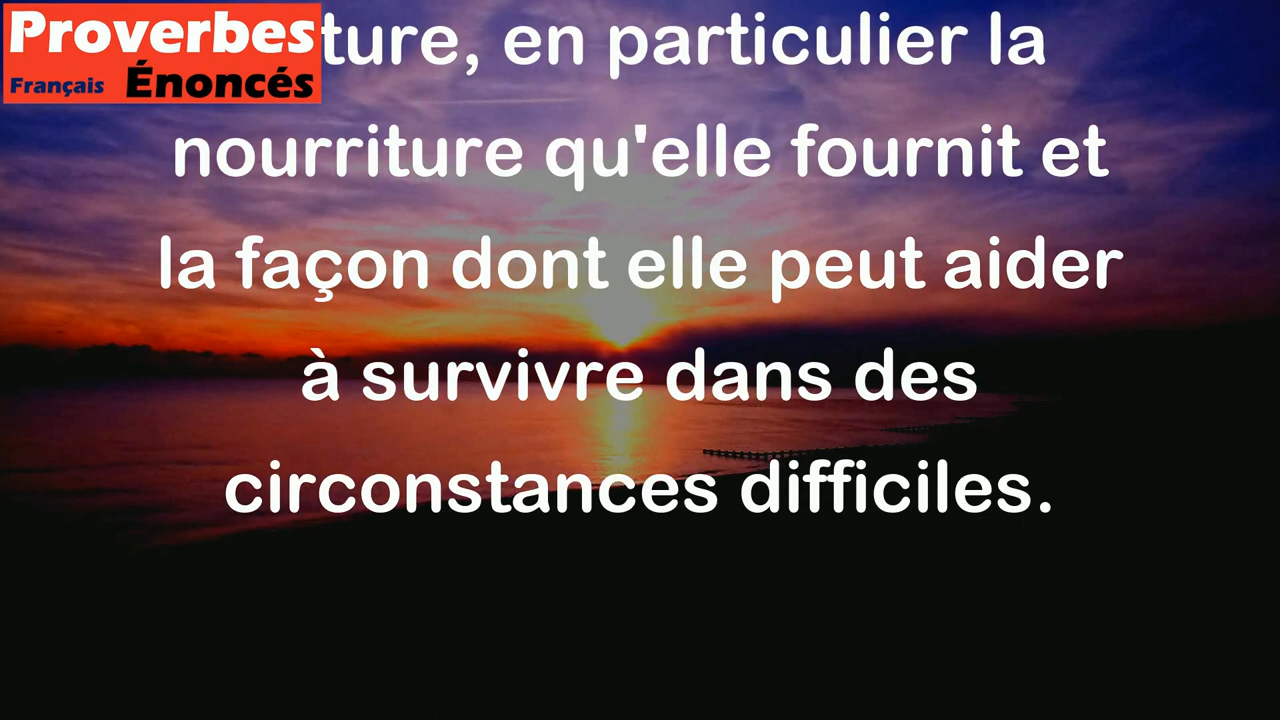 Proverbes
Français Énoncés
ture, en particulier la
nourriture qu'elle fournit et
la façon dont elle peut aider
à survivre dans des
circonstances difficiles.